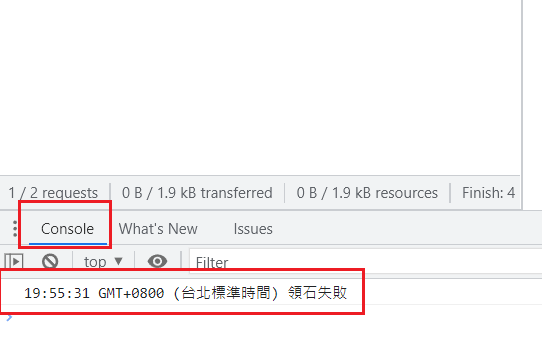 1 / 2 requests 0 B / 1.9 kB transferred 0 B / 1.9 kB resources Finish: 4
Console What's New Issues
top ▼ Filter
19:55:31 GMT+0800 (台北標準時間) 領石失敗